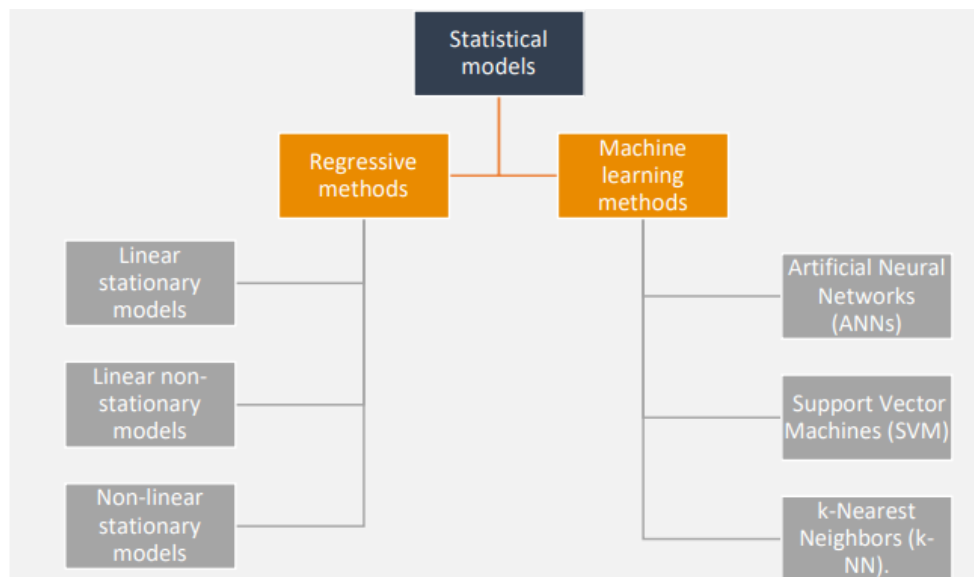 Statistical
models
Regressive
methods
Machine
learning
methods
Linear
stationary
models
Linear non-
stationary
models
Non-linear
stationary
models
Artificial Neural
Networks
(ANNs)
Support Vector
Machines (SVM)
k-Nearest
Neighbors (k-
NN).